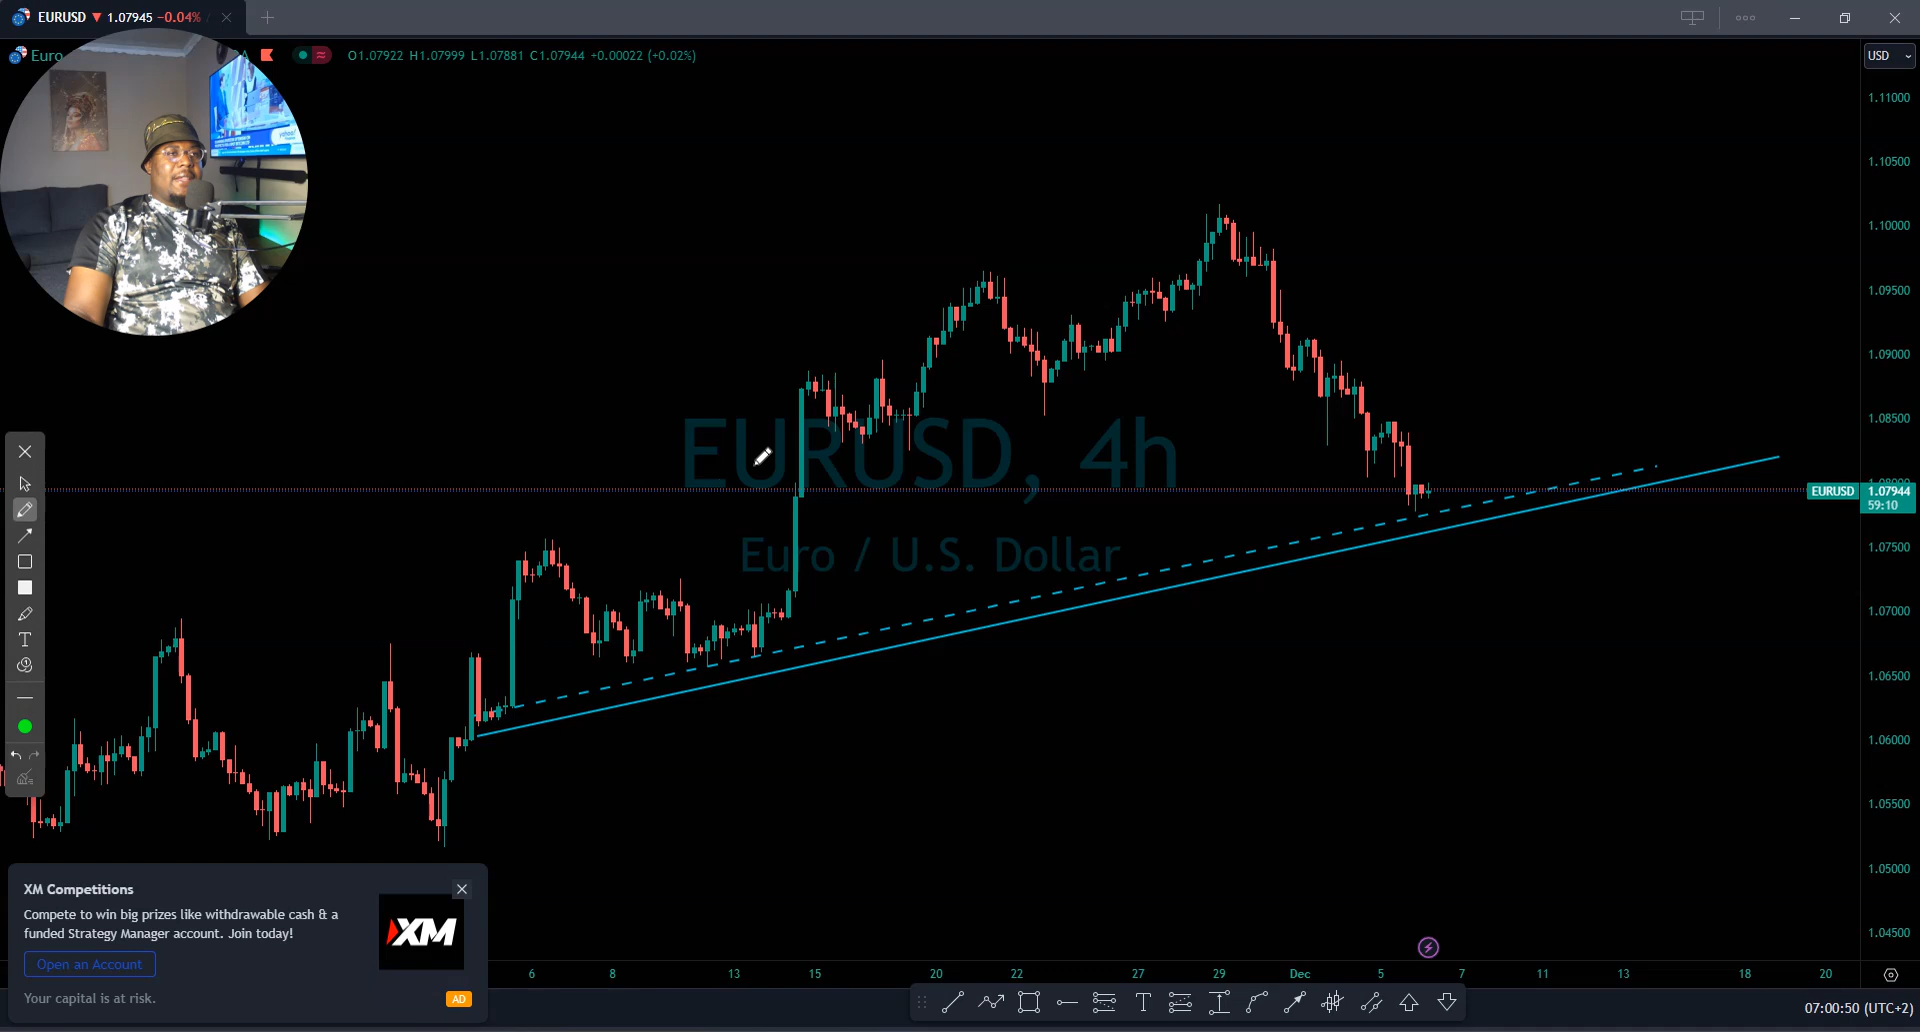 EURUSD ▼ 1.07945 −0.04%
Euro
O1.07922 H1.07999 L1.07881 C1.07944 +0.00022 (+0.02%)
USD
1.11000
1.10500
1.10000
1.09500
1.09000
1.08500
EURUSD 1.07944
59:10
1.07500
1.07000
1.06500
1.06000
1.05500
1.05000
1.04500
EURUSD, 4h
Euro / U.S. Dollar
XM Competitions
Compete to win big prizes like withdrawable cash & a
funded Strategy Manager account. Join today!
Open an Account
Your capital is at risk.
AD
XM
6 8 13 15 20 22 27 29 Dec 5 7 11 13 18 20
07:00:50 (UTC+2)